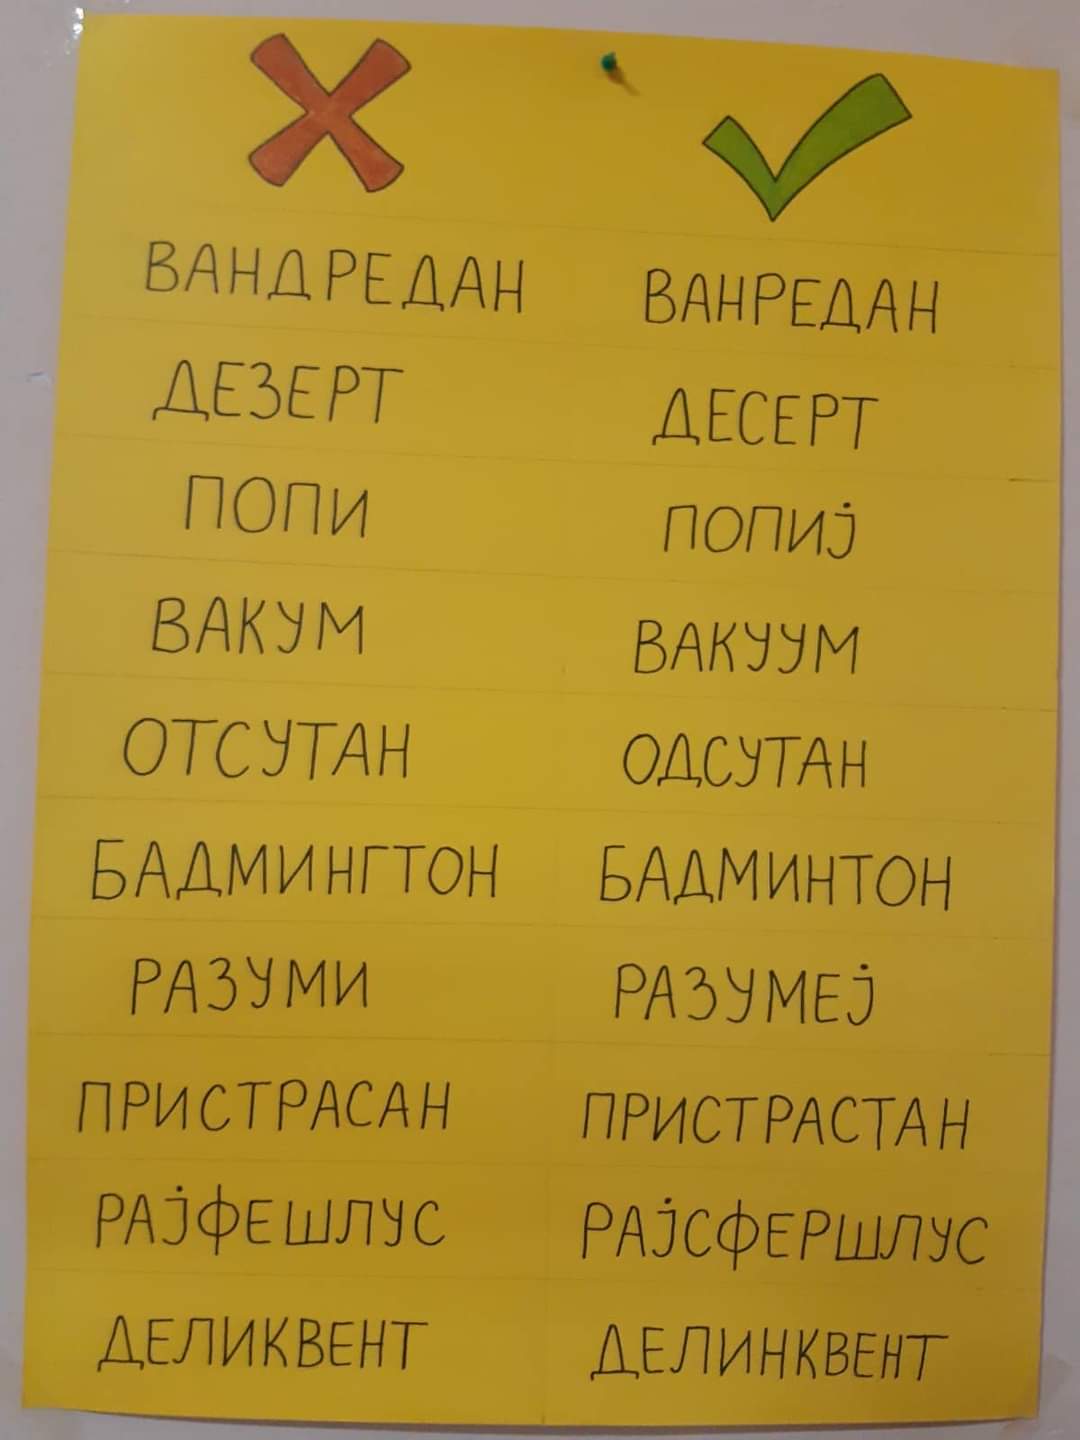 ВАНДРЕДАН ВАНРЕДАН
ДЕЗЕРТ ДЕСЕРТ
ПОПИ ПОПИЈ
ВАКУМ ВАКУУМ
ОТСУТАН ОДСУТАН
БАДМИНГТОН БАДМИНТОН
РАЗУМИ РАЗУМЕЈ
ПРИСТРАСАН ПРИСТРАСТАН
РАЈФЕШЛУС РАЈСФЕРШЛУС
ДЕЛИКВЕНТ ДЕЛИНКВЕНТ